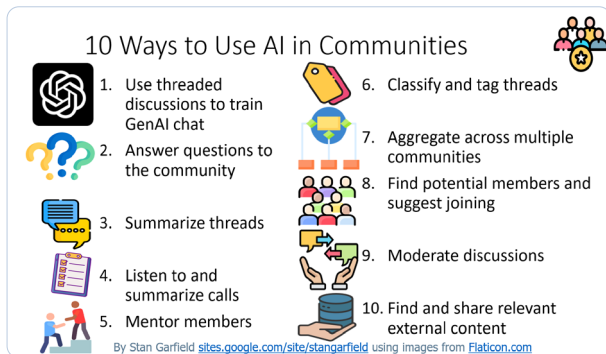 10 Ways to Use AI in Communities
1. Use threaded
discussions to train
GenAI chat
2. Answer questions to
the community
3. Summarize threads
4. Listen to and
summarize calls
5. Mentor members
6. Classify and tag threads
7. Aggregate across multiple
communities
8. Find potential members and
suggest joining
9. Moderate discussions
10. Find and share relevant
external content
By Stan Garfield sites.google.com/site/stangarfield using images from Flaticon.com